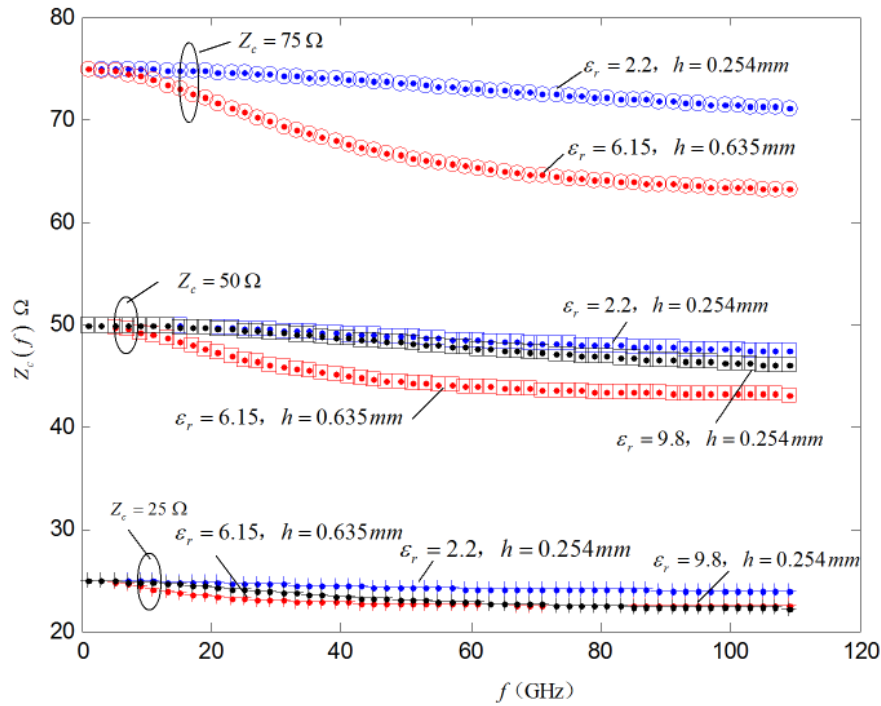 80
Z_c = 75 Ω
ε_r = 2.2, h = 0.254mm
70
ε_r = 6.15, h = 0.635mm
60
Z_c = 50 Ω
ε_r = 2.2, h = 0.254mm
50
Z_c(f) Ω
40
ε_r = 6.15, h = 0.635mm
ε_r = 9.8, h = 0.254mm
30
Z_c = 25 Ω
ε_r = 6.15, h = 0.635mm
ε_r = 2.2, h = 0.254mm
ε_r = 9.8, h = 0.254mm
20
0 20 40 60 80 100 120
f (GHz)